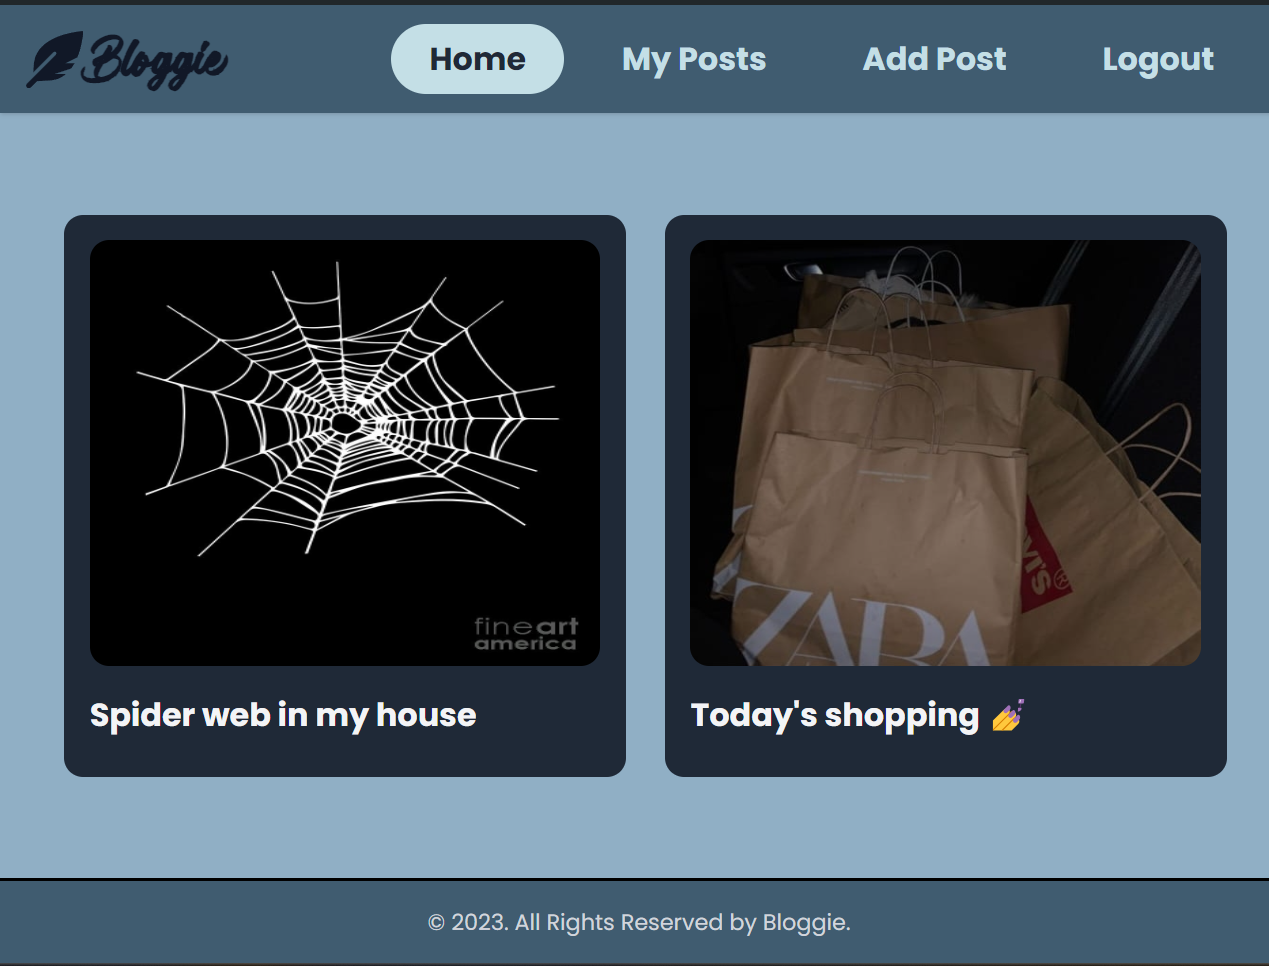 Bloggie
Home
My Posts
Add Post
Logout
fineart
america
ZARA
Spider web in my house
Today's shopping 💅
© 2023. All Rights Reserved by Bloggie.